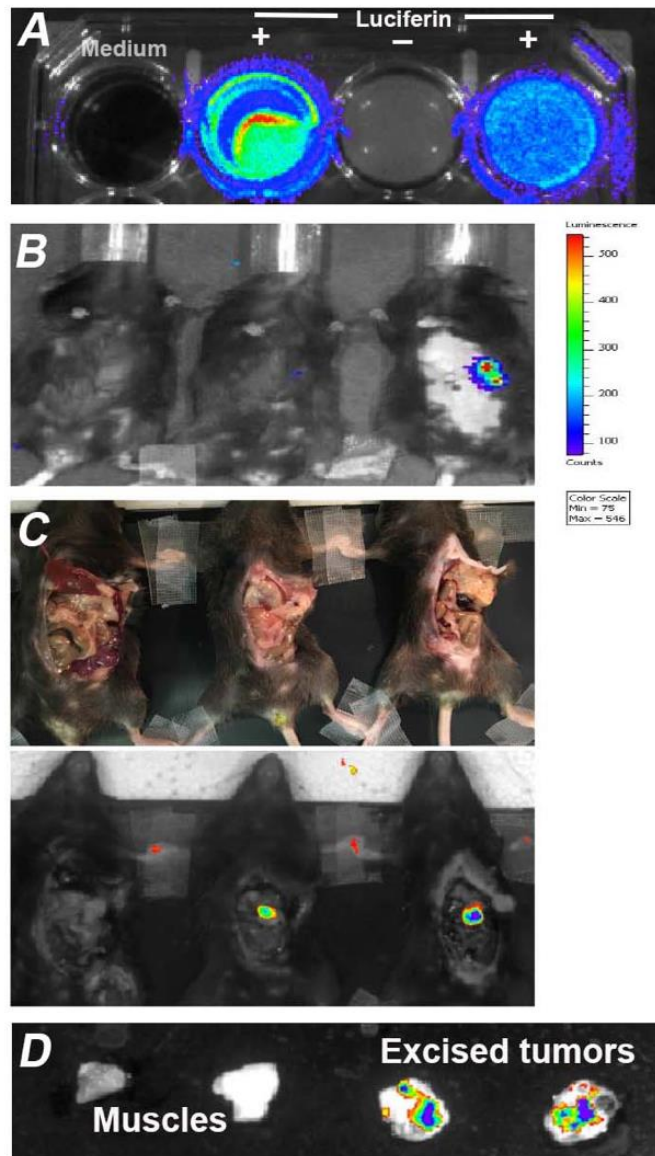 A
Luciferin
Medium
+
−
+
B
Luminescence
500
400
300
200
100
Counts
Color Scale
Min = 75
Max = 546
C
D
Excised tumors
Muscles